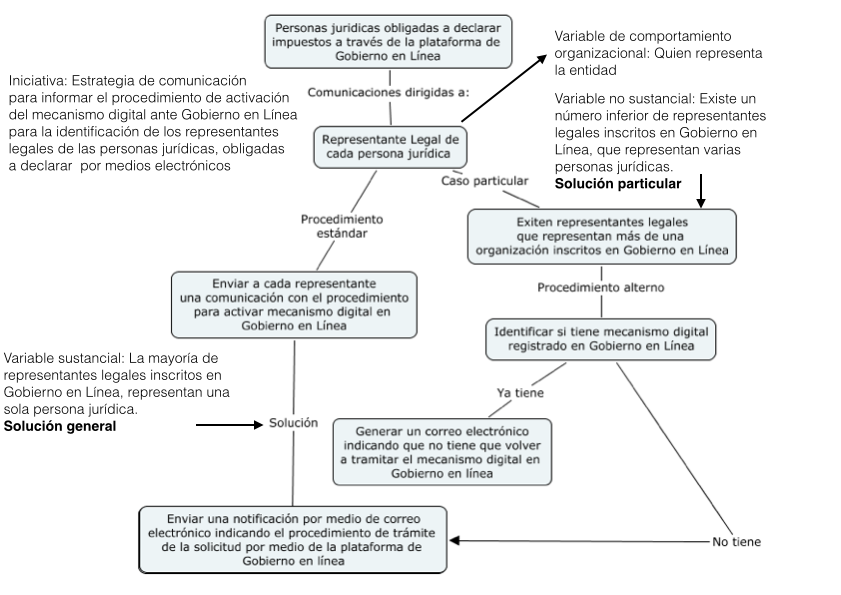 Personas juridicas obligadas a declarar
impuestos a través de la plataforma de
Gobierno en Línea
Variable de comportamiento
organizacional: Quien representa
la entidad
Iniciativa: Estrategia de comunicación
para informar el procedimiento de activación
del mecanismo digital ante Gobierno en Línea
para la identificación de los representantes
legales de las personas jurídicas, obligadas
a declarar por medios electrónicos
Comunicaciones dirigidas a:
Variable no sustancial: Existe un
número inferior de representantes
legales inscritos en Gobierno en
Línea, que representan varias
personas jurídicas.
Solución particular
Representante Legal de
cada persona jurídica
Caso particular
Procedimiento
estándar
Exiten representantes legales
que representan más de una
organización inscritos en Gobierno en Línea
Enviar a cada representante
una comunicación con el procedimiento
para activar mecanismo digital en
Gobierno en Línea
Procedimiento alterno
Identificar si tiene mecanismo digital
registrado en Gobierno en Línea
Variable sustancial: La mayoría de
representantes legales inscritos en
Gobierno en Línea, representan una
sola persona jurídica.
Solución general
Solución
Ya tiene
Generar un correo electrónico
indicando que no tiene que volver
a tramitar el mecanismo digital en
Gobierno en línea
Enviar una notificación por medio de correo
electrónico indicando el procedimiento de trámite
de la solicitud por medio de la plataforma de
Gobierno en línea
No tiene